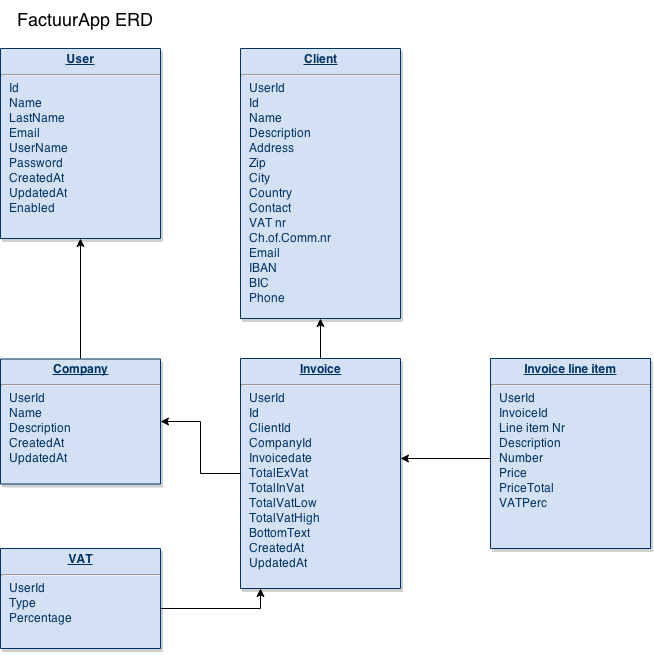 FactuurApp ERD
User
Id
Name
LastName
Email
UserName
Password
CreatedAt
UpdatedAt
Enabled
Client
UserId
Id
Name
Description
Address
Zip
City
Country
Contact
VAT nr
Ch.of.Comm.nr
Email
IBAN
BIC
Phone
Company
UserId
Name
Description
CreatedAt
UpdatedAt
Invoice
UserId
Id
ClientId
CompanyId
Invoicedate
TotalExVat
TotalInVat
TotalVatLow
TotalVatHigh
BottomText
CreatedAt
UpdatedAt
Invoice line item
UserId
InvoiceId
Line item Nr
Description
Number
Price
PriceTotal
VATPerc
VAT
UserId
Type
Percentage